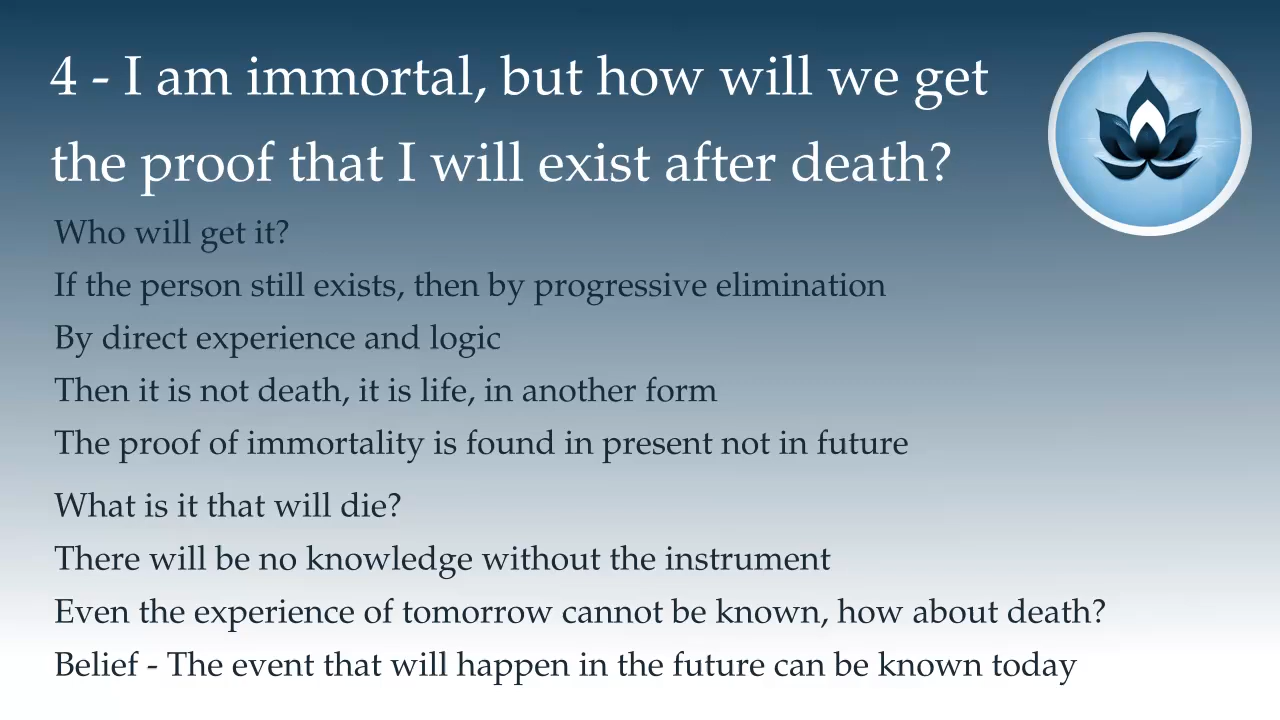 4 - I am immortal, but how will we get
the proof that I will exist after death?
Who will get it?
If the person still exists, then by progressive elimination
By direct experience and logic
Then it is not death, it is life, in another form
The proof of immortality is found in present not in future
What is it that will die?
There will be no knowledge without the instrument
Even the experience of tomorrow cannot be known, how about death?
Belief - The event that will happen in the future can be known today